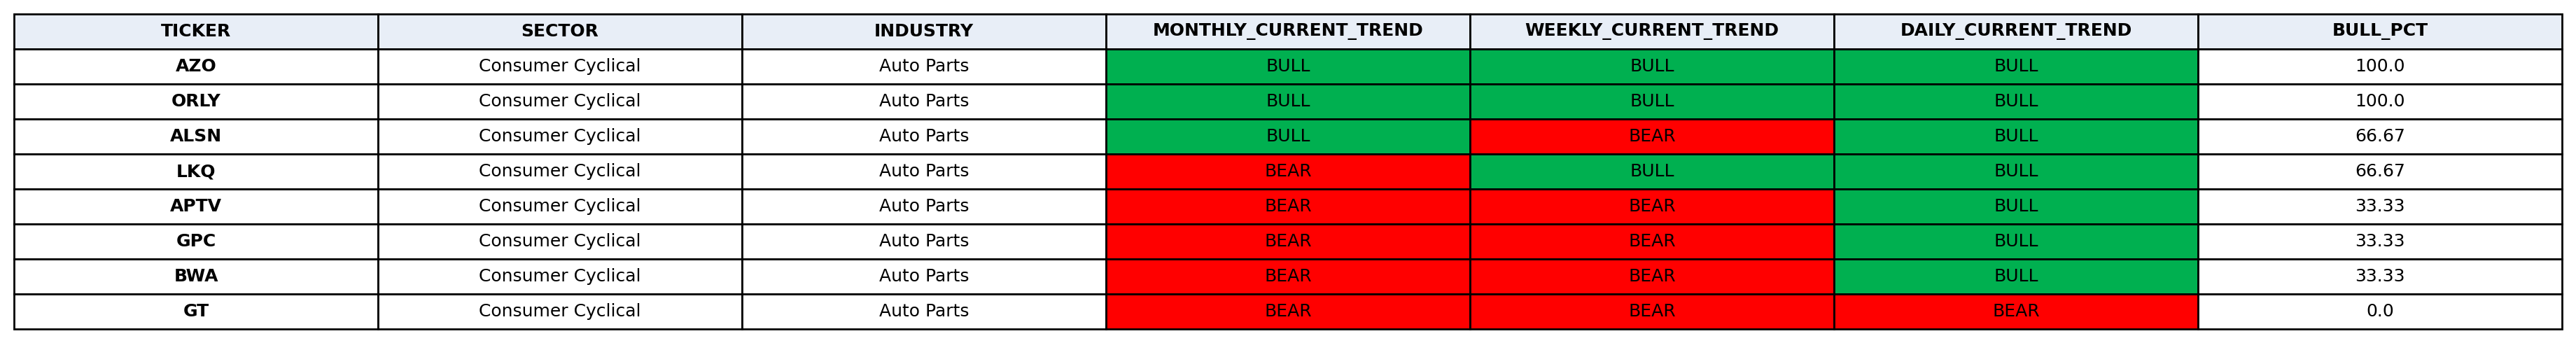 TICKER SECTOR INDUSTRY MONTHLY_CURRENT_TREND WEEKLY_CURRENT_TREND DAILY_CURRENT_TREND BULL_PCT
AZO Consumer Cyclical Auto Parts BULL BULL BULL 100.0
ORLY Consumer Cyclical Auto Parts BULL BULL BULL 100.0
ALSN Consumer Cyclical Auto Parts BULL BEAR BULL 66.67
LKQ Consumer Cyclical Auto Parts BEAR BULL BULL 66.67
APTV Consumer Cyclical Auto Parts BEAR BEAR BULL 33.33
GPC Consumer Cyclical Auto Parts BEAR BEAR BULL 33.33
BWA Consumer Cyclical Auto Parts BEAR BEAR BULL 33.33
GT Consumer Cyclical Auto Parts BEAR BEAR BEAR 0.0